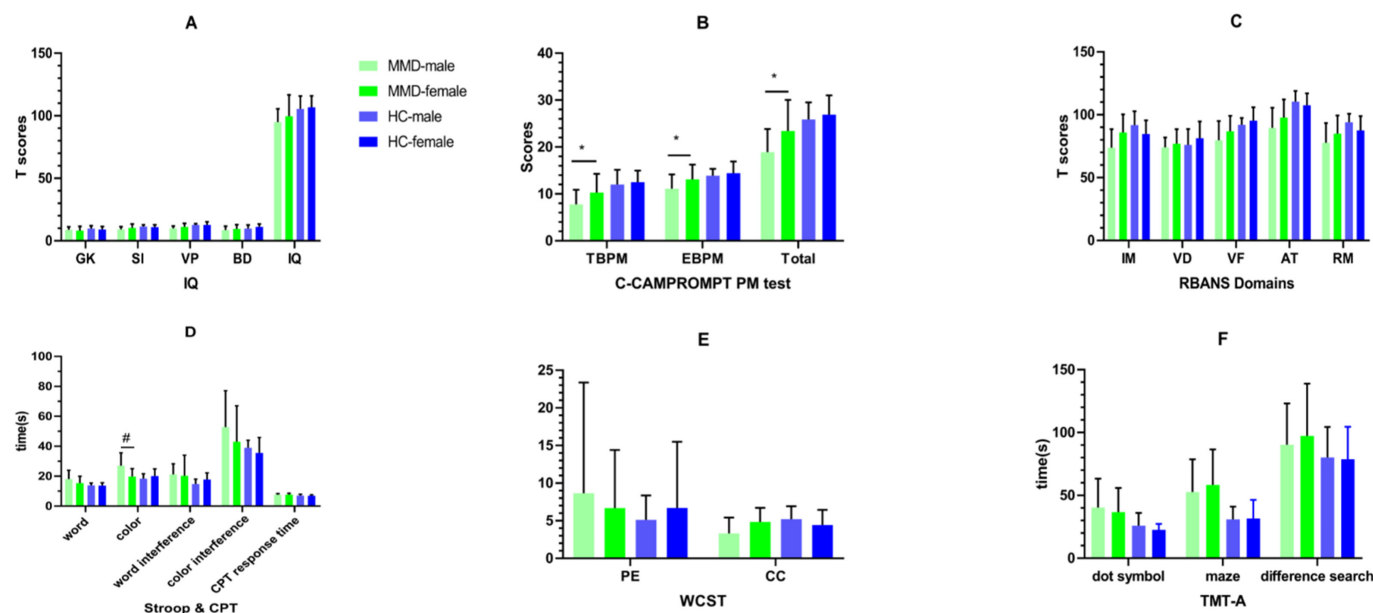 A
150
100
50
0
T scores
GK SI VP BD IQ
IQ
MMD-male
MMD-female
HC-male
HC-female
B
40
30
20
10
0
Scores
*
*
*
TBPM EBPM Total
C-CAMPROMPT PM test
C
150
100
50
0
T scores
IM VD VF AT RM
RBANS Domains
D
100
80
60
40
20
0
time(s)
#
word
color
word interference
color interference
CPT response time
Stroop & CPT
E
25
20
15
10
5
0
PE CC
WCST
F
150
100
50
0
time(s)
dot symbol maze difference search
TMT-A